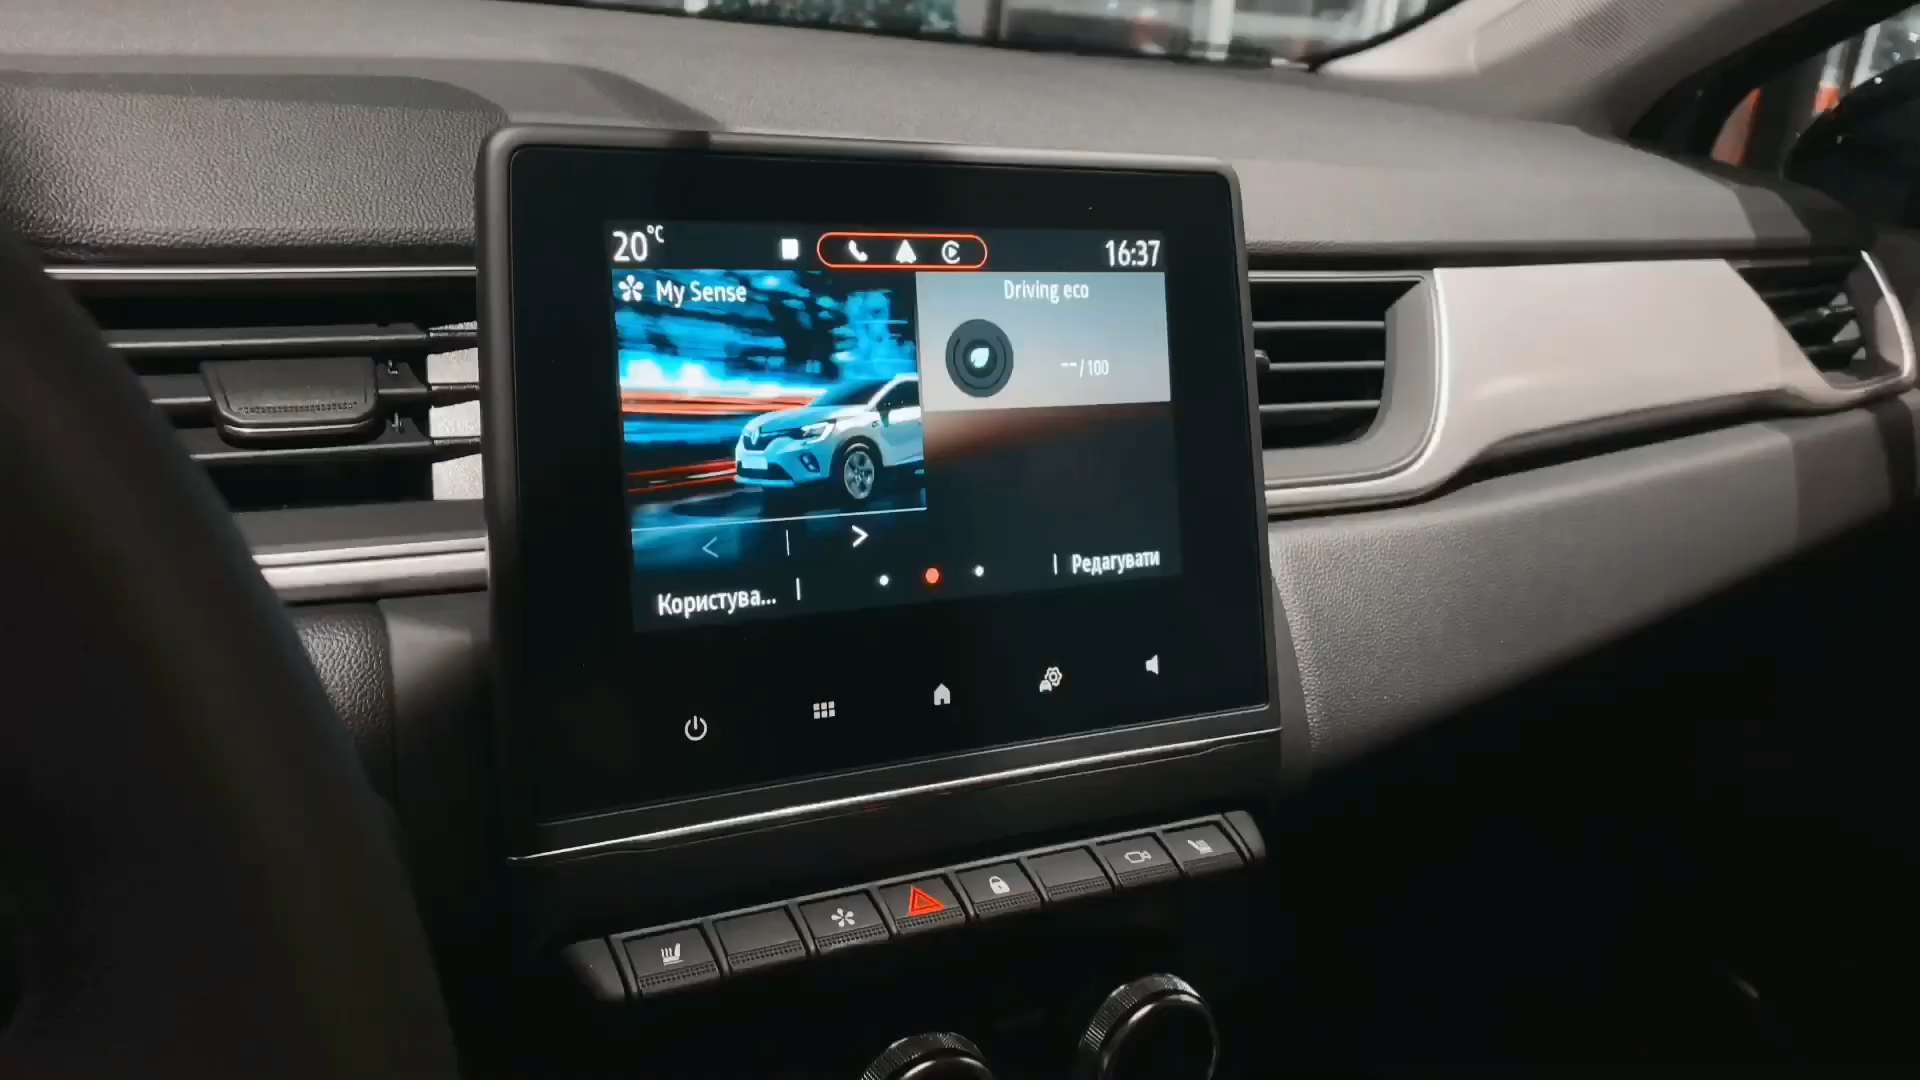 20°C
16:37
My Sense
Driving eco
--/100
Редагувати
Користува...